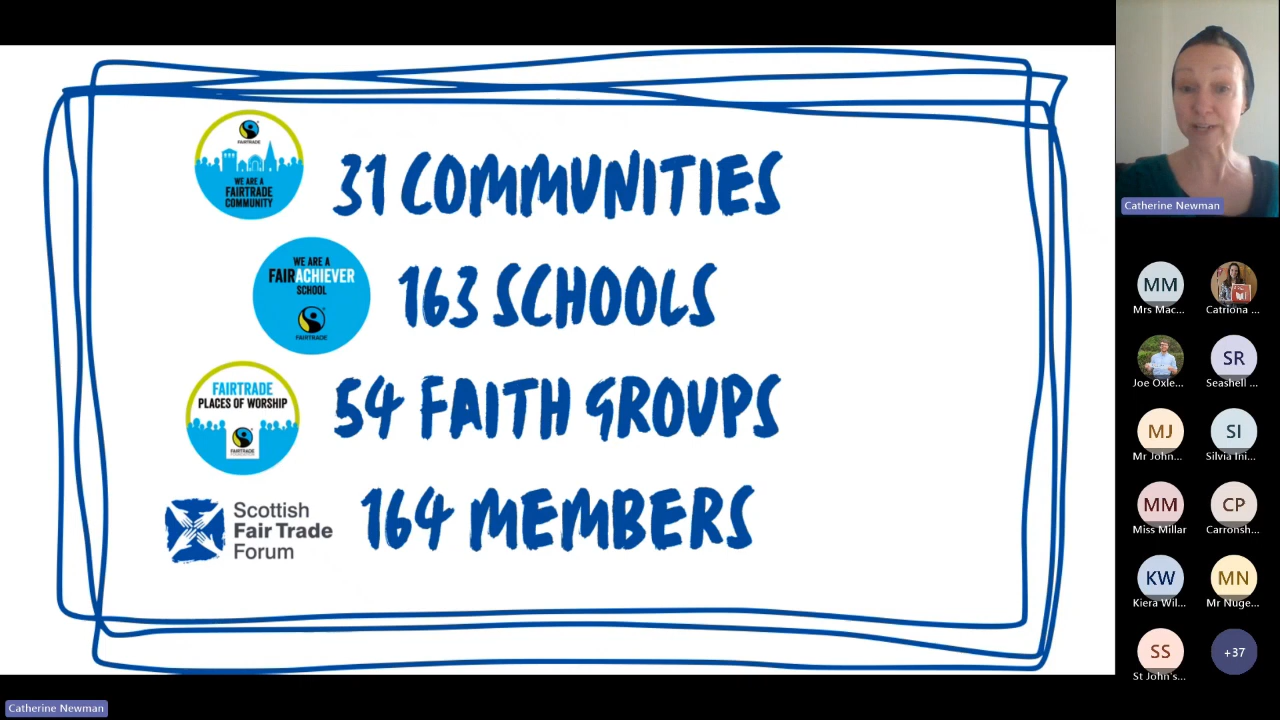 FAIRTRADE
WE ARE A
FAIRTRADE
COMMUNITY
31 COMMUNITIES
WE ARE A
FAIRACHIEVER
SCHOOL
FAIRTRADE
163 SCHOOLS
FAIRTRADE
PLACES OF WORSHIP
FAIRTRADE
54 FAITH GROUPS
Scottish
Fair Trade
Forum
164 MEMBERS
Catherine Newman
Catherine Newman
MM
Mrs Mac...
Catriona ...
Joe Oxle...
SR
Seashell ...
MJ
Mr John...
SI
Silvia Ini...
MM
Miss Millar
CP
Carronsh...
KW
Kiera Wil...
MN
Mr Nuge...
SS
St John's...
+37